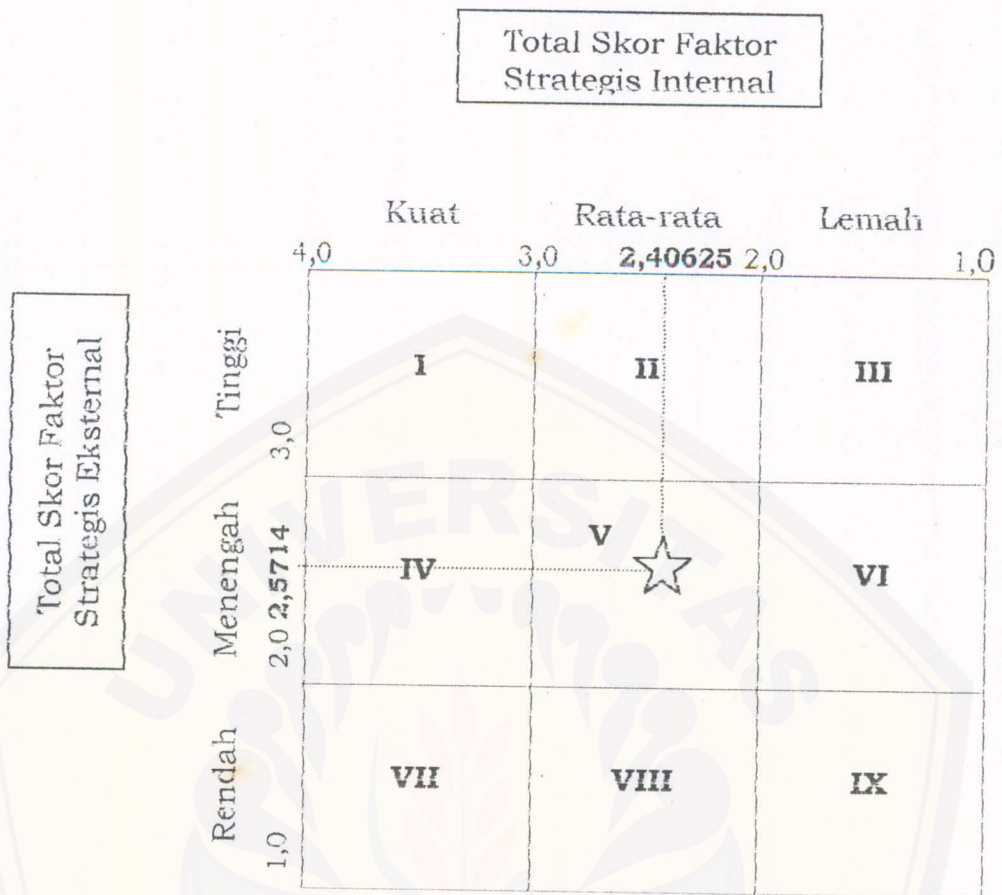 Total Skor Faktor
Strategis Internal
Kuat Rata-rata Lemah
4,0 3,0 2,40625 2,0 1,0
Total Skor Faktor
Strategis Eksternal
Tinggi
3,0
I II III
Menengah
2,0 2,5714
IV V VI
Rendah
1,0
VII VIII IX
UNIVERSITAS